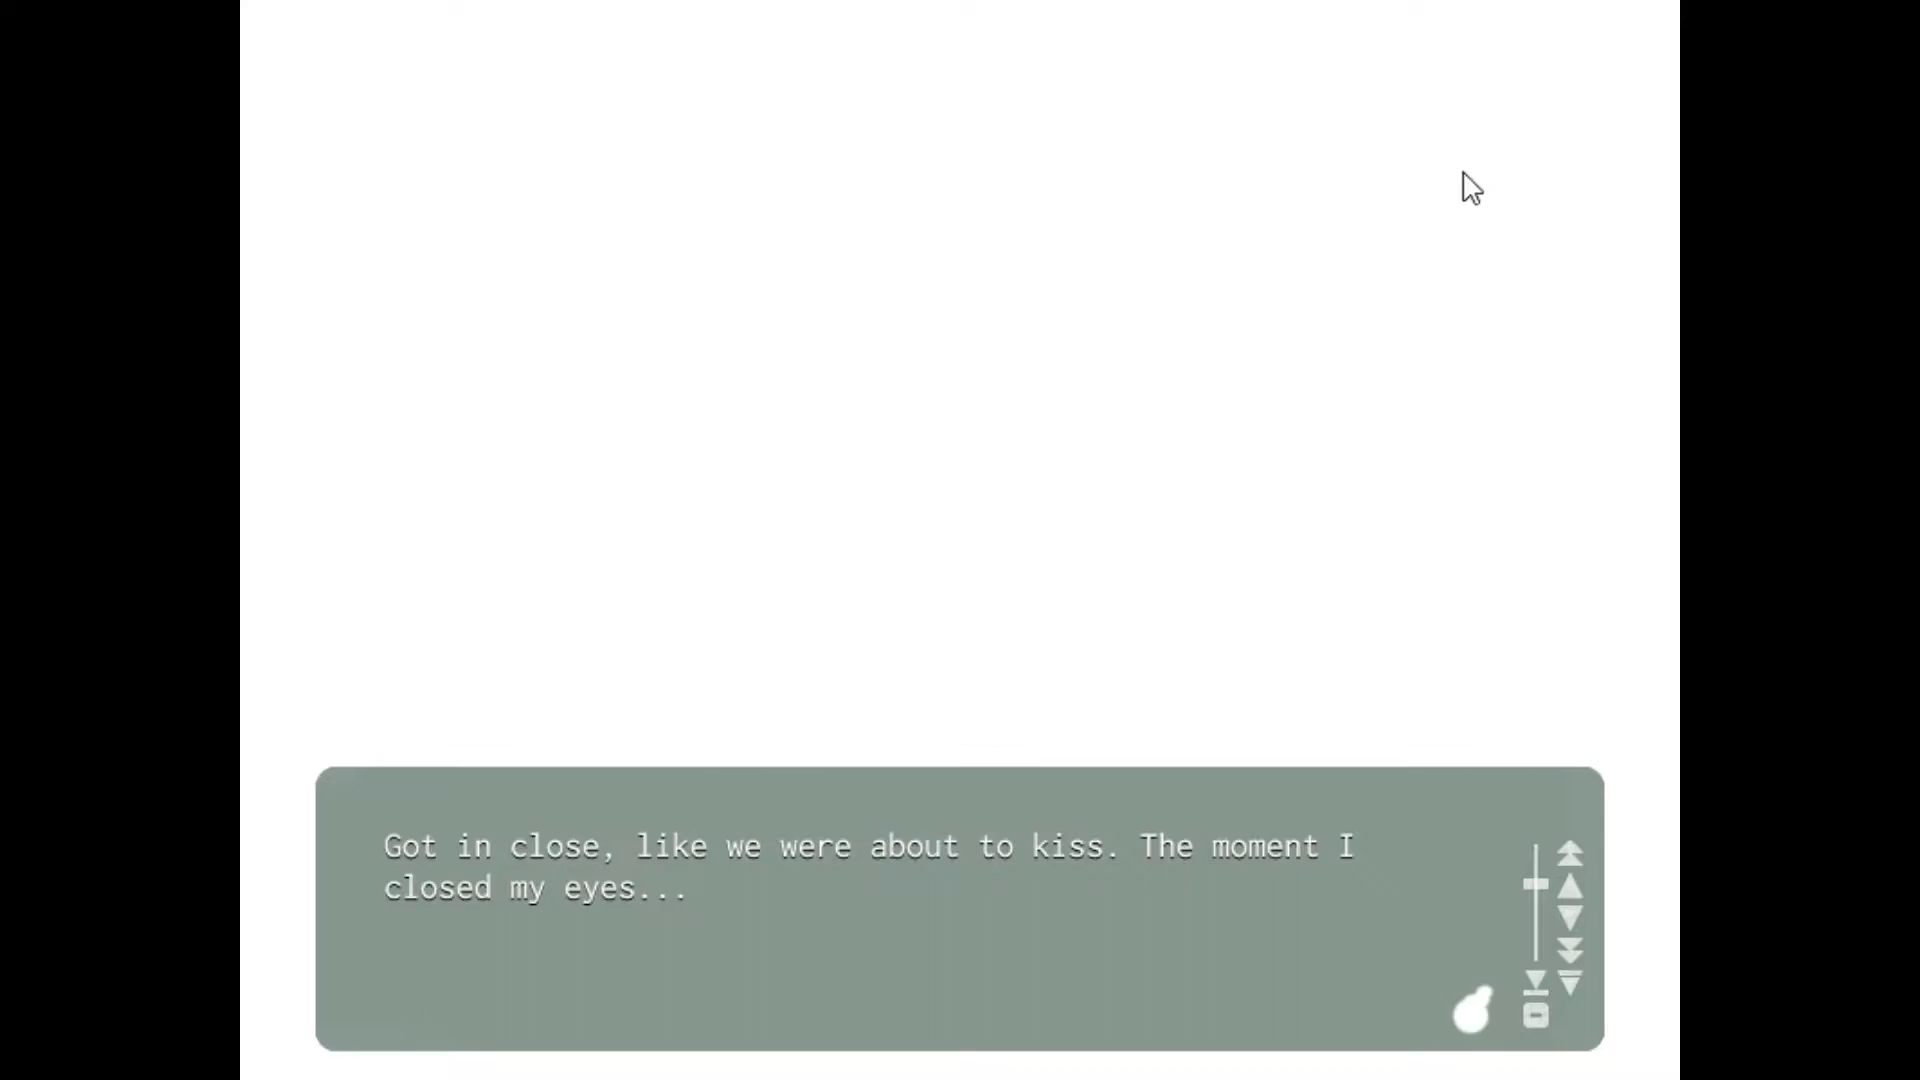 Got in close, like we were about to kiss. The moment I
closed my eyes...